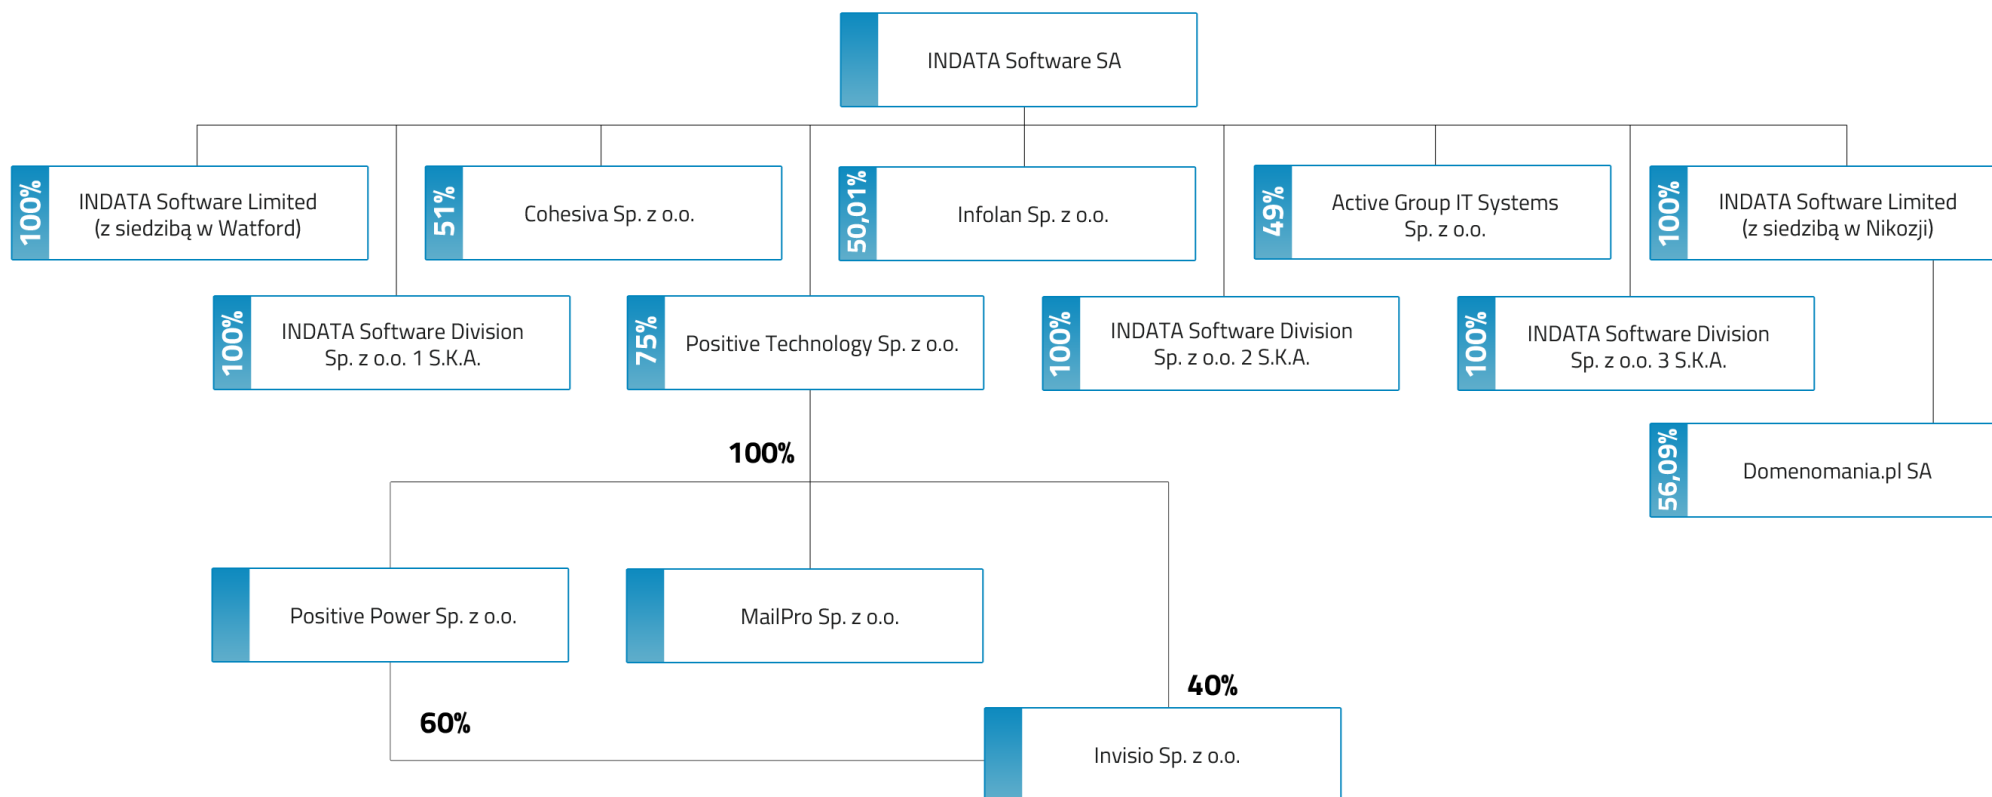 INDATA Software SA
100%
INDATA Software Limited
(z siedzibą w Watford)
51%
Cohesiva Sp. z o.o.
50,01%
Infolan Sp. z o.o.
49%
Active Group IT Systems
Sp. z o.o.
100%
INDATA Software Limited
(z siedzibą w Nikozji)
100%
INDATA Software Division
Sp. z o.o. 1 S.K.A.
75%
Positive Technology Sp. z o.o.
100%
INDATA Software Division
Sp. z o.o. 2 S.K.A.
100%
INDATA Software Division
Sp. z o.o. 3 S.K.A.
100%
56,09%
Domenomania.pl SA
Positive Power Sp. z o.o.
MailPro Sp. z o.o.
40%
60%
Invisio Sp. z o.o.